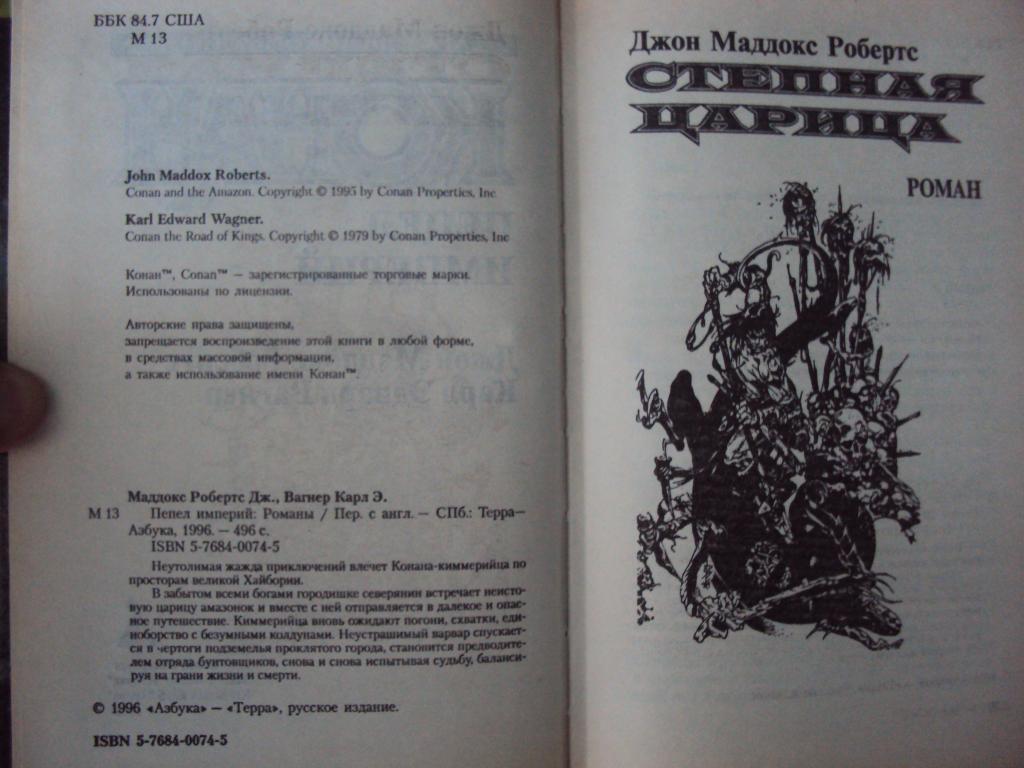 ББК 84.7 США
М 13
John Maddox Roberts.
Conan and the Amazon. Copyright © 1995 by Conan Properties, Inc
Karl Edward Wagner.
Conan the Road of Kings. Copyright © 1979 by Conan Properties, Inc
Конан™, Conan™ — зарегистрированные торговые марки.
Использованы по лицензии.
Авторские права защищены,
запрещается воспроизведение этой книги в любой форме,
в средствах массовой информации,
а также использование имени Конан™.
Маддокс Робертс Дж., Вагнер Карл Э.
М 13 Пепел империй: Романы / Пер. с англ. — СПб.: Терра—
Азбука, 1996. — 496 с.
ISBN 5-7684-0074-5
Неутолимая жажда приключений влечет Конана-киммерийца по
просторам великой Хайбории.
В забытом всеми богами городишке северянин встречает неисто-
вую царицу амазонок и вместе с ней отправляется в далекое и опас-
ное путешествие. Киммерийца вновь ожидают погони, схватки, еди-
ноборство с безумными колдунами. Неустрашимый варвар спускает-
ся в чертоги подземелья проклятого города, становится предводите-
лем отряда бунтовщиков, снова и снова испытывая судьбу, баланси-
руя на грани жизни и смерти.
© 1996 «Азбука» — «Терра», русское издание.
ISBN 5-7684-0074-5
Джон Маддокс Робертс
СТЕПНАЯ
ЦАРИЦА
РОМАН